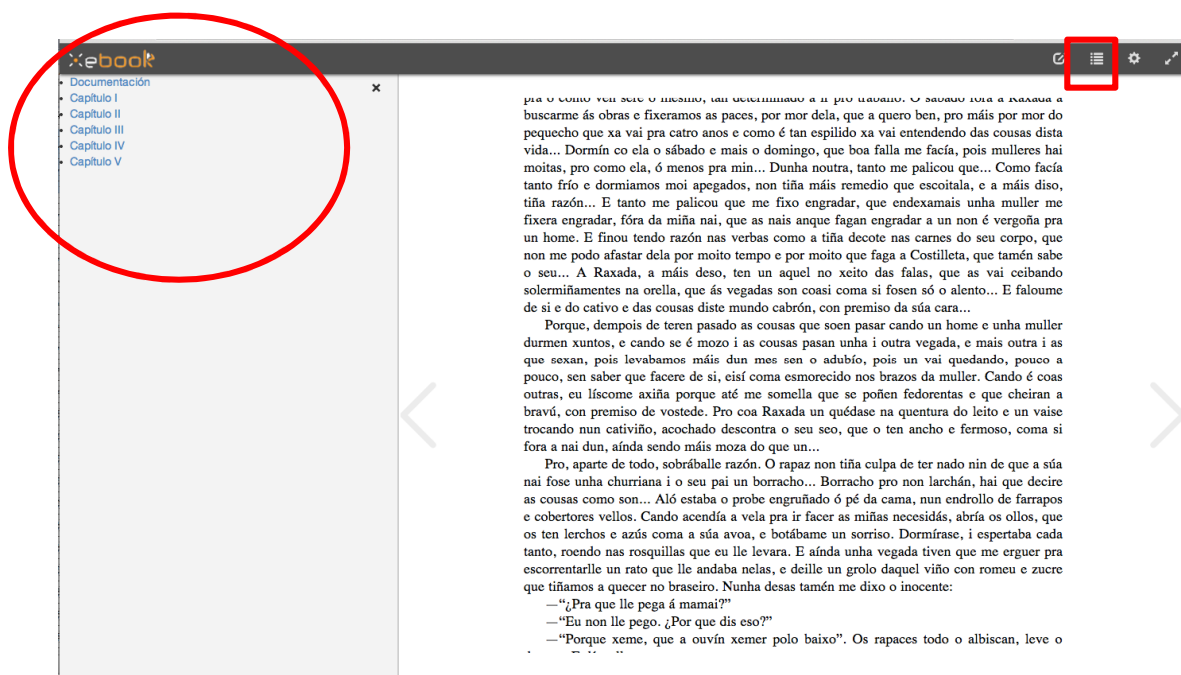 xebook
Documentación
Capítulo I
Capítulo II
Capítulo III
Capítulo IV
Capítulo V
pra o conto ven sere o mesmo, tan determinado a ir pro traballo. O sábado fora a Raxada a
buscarme ás obras e fixeramos as paces, por mor dela, que a quero ben, pro máis por mor do
pequecho que xa vai pra catro anos e como é tan espilido xa vai entendendo das cousas dista
vida... Dormín co ela o sábado e mais o domingo, que boa falla me facía, pois mulleres hai
moitas, pro como ela, ó menos pra min... Dunha noutra, tanto me palicou que... Como facía
tanto frío e dormiamos moi apegados, non tiña máis remedio que escoitala, e a máis diso,
tiña razón... E tanto me palicou que me fixo engradar, que endexamais unha muller me
fixera engradar, fóra da miña nai, que as nais anque fagan engradar a un non é vergoña pra
un home. E finou tendo razón nas verbas como a tiña decote nas carnes do seu corpo, que
non me podo afastar dela por moito tempo e por moito que faga a Costilleta, que tamén sabe
o seu... A Raxada, a máis deso, ten un aquel no xeito das falas, que as vai ceibando
solermiñamentes na orella, que ás vegadas son coasi coma si fosen só o alento... E faloume
de si e do cativo e das cousas diste mundo cabrón, con premiso da súa cara...
Porque, dempois de teren pasado as cousas que soen pasar cando un home e unha muller
durmen xuntos, e cando se é mozo i as cousas pasan unha i outra vegada, e mais outra i as
que sexan, pois levabamos máis dun mes sen o adubío, pois un vai quedando, pouco a
pouco, sen saber que facere de si, eisí coma esmorecido nos brazos da muller. Cando é coas
outras, eu líscome axiña porque até me somella que se poñen fedorentas e que cheiran a
bravú, con premiso de vostede. Pro coa Raxada un quédase na quentura do leito e un vaise
trocando nun cativiño, acochado descontra o seu seo, que o ten ancho e fermoso, coma si
fora a nai dun, aínda sendo máis moza do que un...
Pro, aparte de todo, sobráballe razón. O rapaz non tiña culpa de ter nado nin de que a súa
nai fose unha churriana i o seu pai un borracho... Borracho pro non larchán, hai que decire
as cousas como son... Aló estaba o probe engruñado ó pé da cama, nun endrollo de farrapos
e cobertores vellos. Cando acendía a vela pra ir facer as miñas necesidás, abría os ollos, que
os ten lerchos e azús coma a súa avoa, e botábame un sorriso. Dormírase, i espertaba cada
tanto, roendo nas rosquillas que eu lle levara. E aínda unha vegada tiven que me erguer pra
escorrentarlle un rato que lle andaba nelas, e deille un grolo daquel viño con romeu e zucre
que tiñamos a quecer no braseiro. Nunha desas tamén me dixo o inocente:
—“¿Pra que lle pega á mamai?”
—“Eu non lle pego. ¿Por que dis eso?”
—“Porque xeme, que a ouvín xemer polo baixo”. Os rapaces todo o albiscan, leve o